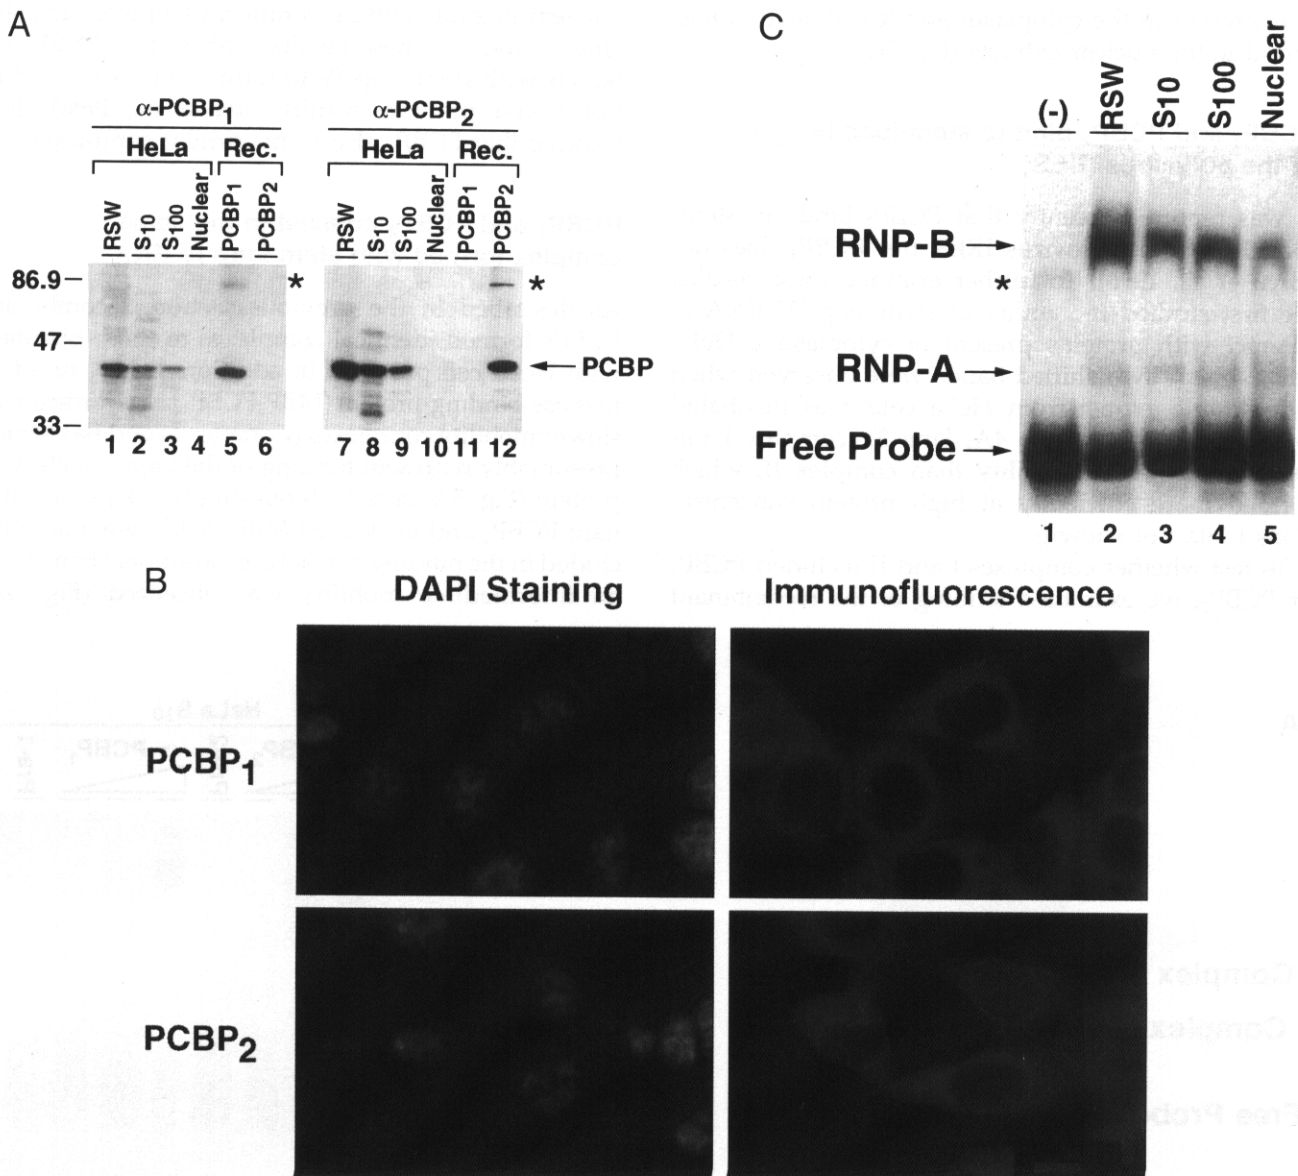 A
α-PCBP1
α-PCBP2
HeLa
Rec.
HeLa
Rec.
RSW
S10
S100
Nuclear
PCBP1
PCBP2
RSW
S10
S100
Nuclear
PCBP1
PCBP2
86.9
*
*
47
PCBP
33
1 2 3 4 5 6
7 8 9 10 11 12
C
(-)
RSW
S10
S100
Nuclear
RNP-B
*
RNP-A
Free Probe
1 2 3 4 5
B
DAPI Staining
Immunofluorescence
PCBP1
PCBP2